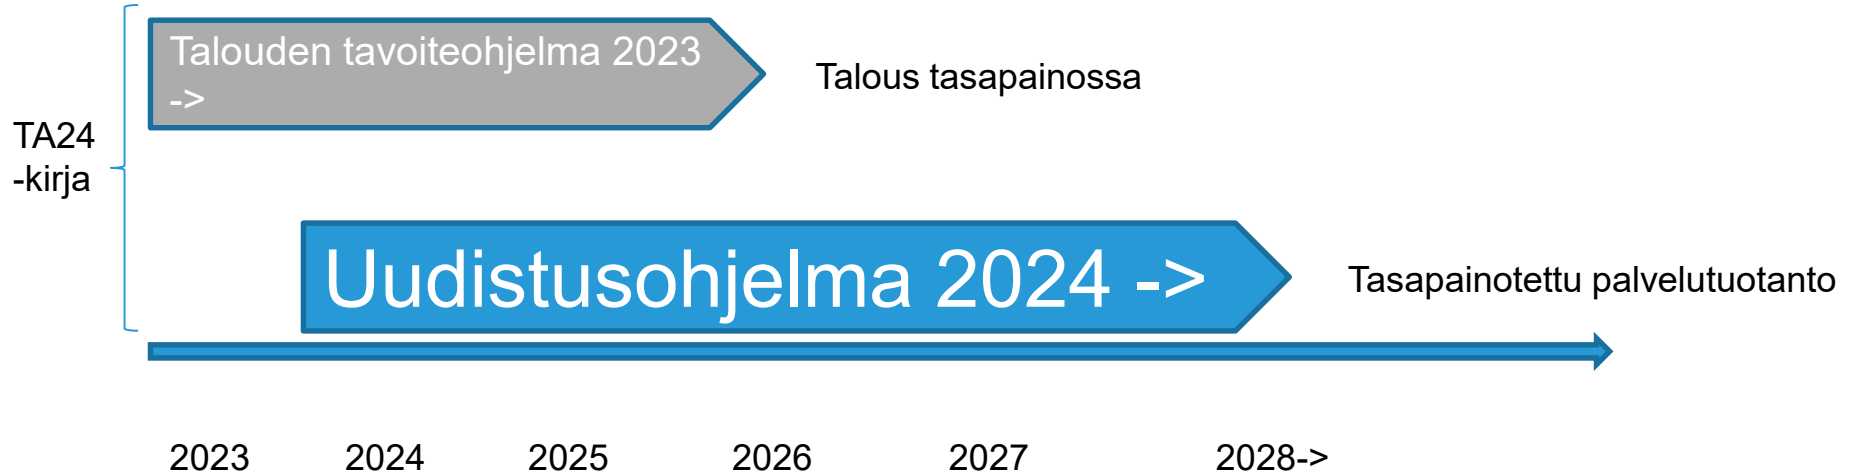 Talouden tavoiteohjelma 2023
->
Talous tasapainossa
TA24
-kirja
Uudistusohjelma 2024 ->
Tasapainotettu palvelutuotanto
2023 2024 2025 2026 2027 2028->